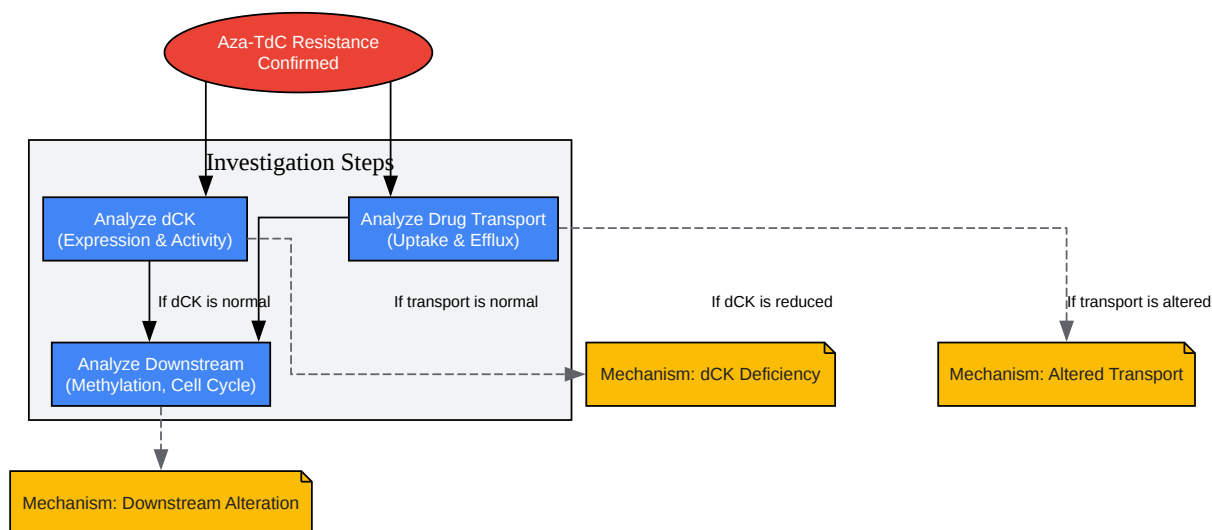 Aza-TdC Resistance
Confirmed
Investigation Steps
Analyze dCK
(Expression & Activity)
Analyze Drug Transport
(Uptake & Efflux)
If dCK is normal
If transport is normal
If dCK is reduced
If transport is altered
Analyze Downstream
(Methylation, Cell Cycle)
Mechanism: dCK Deficiency
Mechanism: Altered Transport
Mechanism: Downstream Alteration